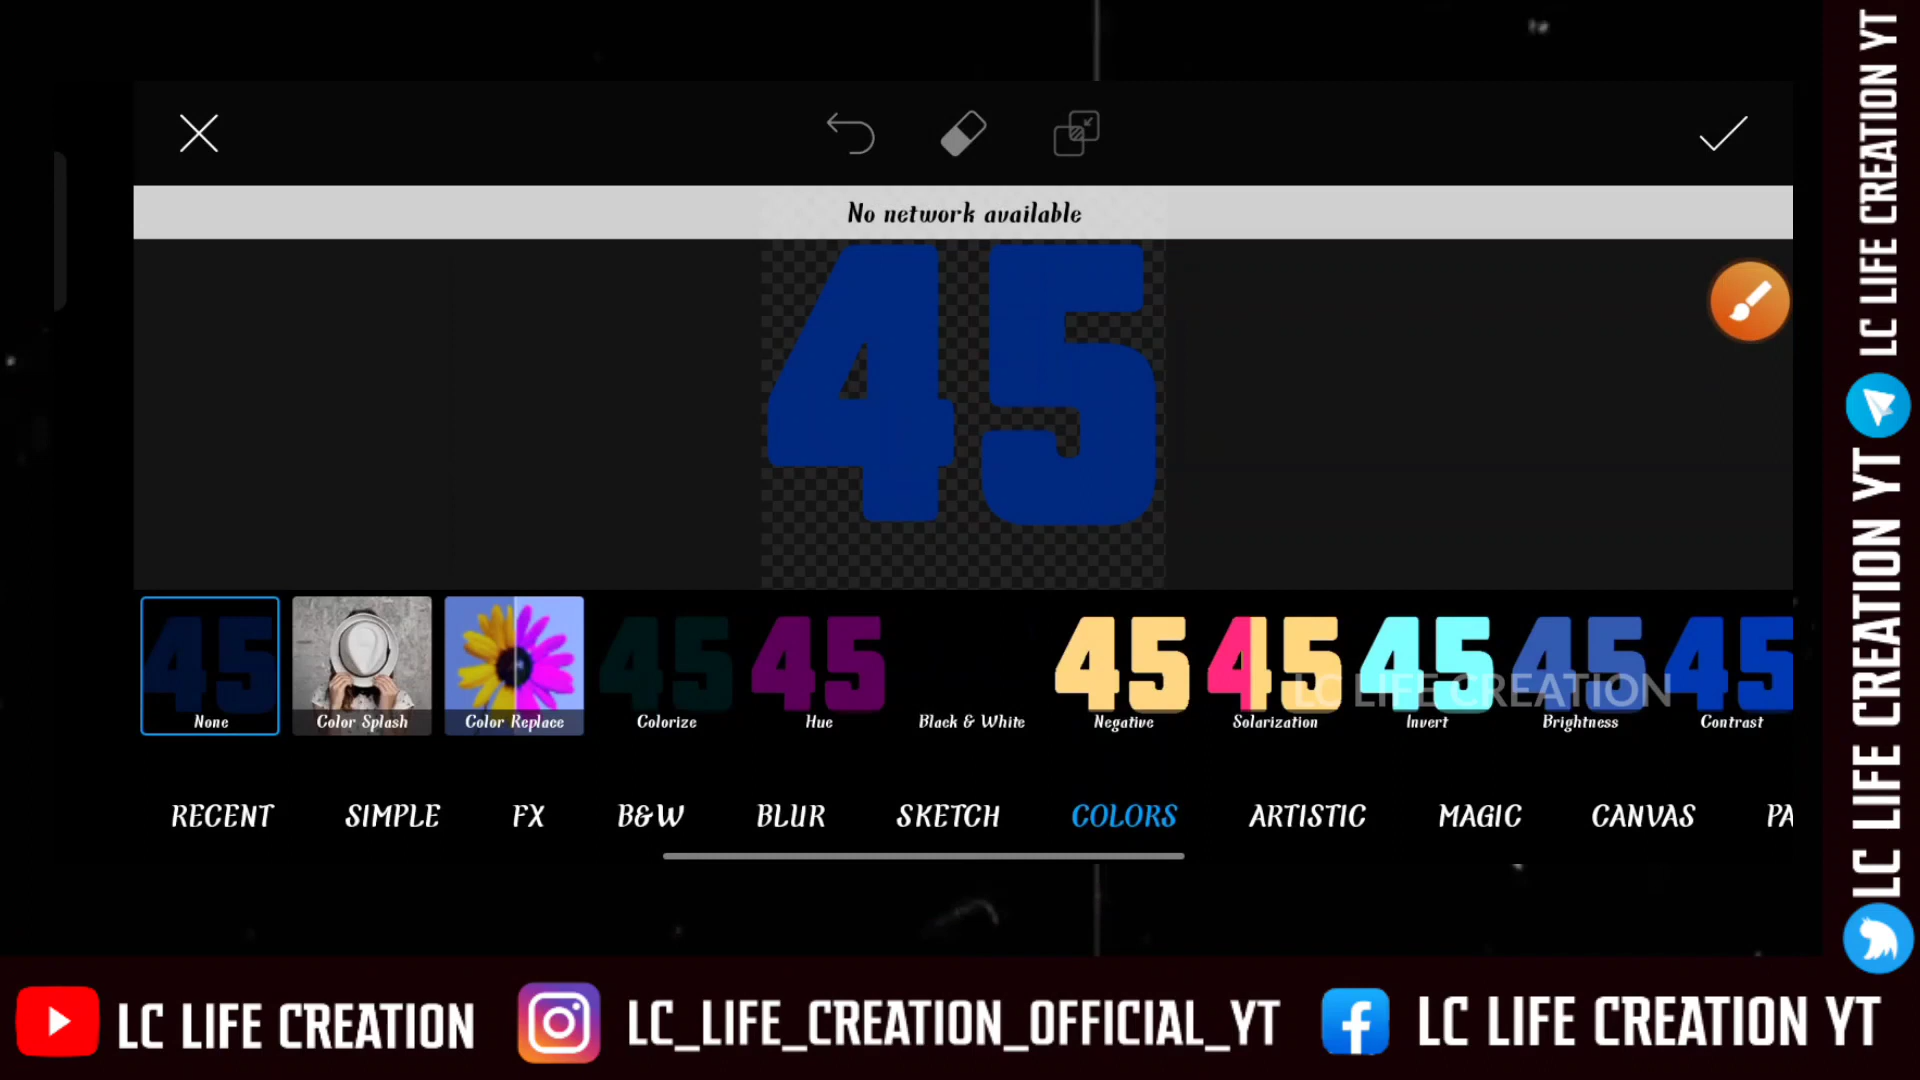 No network available
45
45 45 45 45 45 45 45 45
LC LIFE CREATION
None Color Splash Color Replace Colorize Hue Black & White Negative Solarization Invert Brightness Contrast
RECENT SIMPLE FX B&W BLUR SKETCH COLORS ARTISTIC MAGIC CANVAS PA
LC LIFE CREATION YT
LC LIFE CREATION YT
LC LIFE CREATION LC_LIFE_CREATION_OFFICIAL_YT LC LIFE CREATION YT